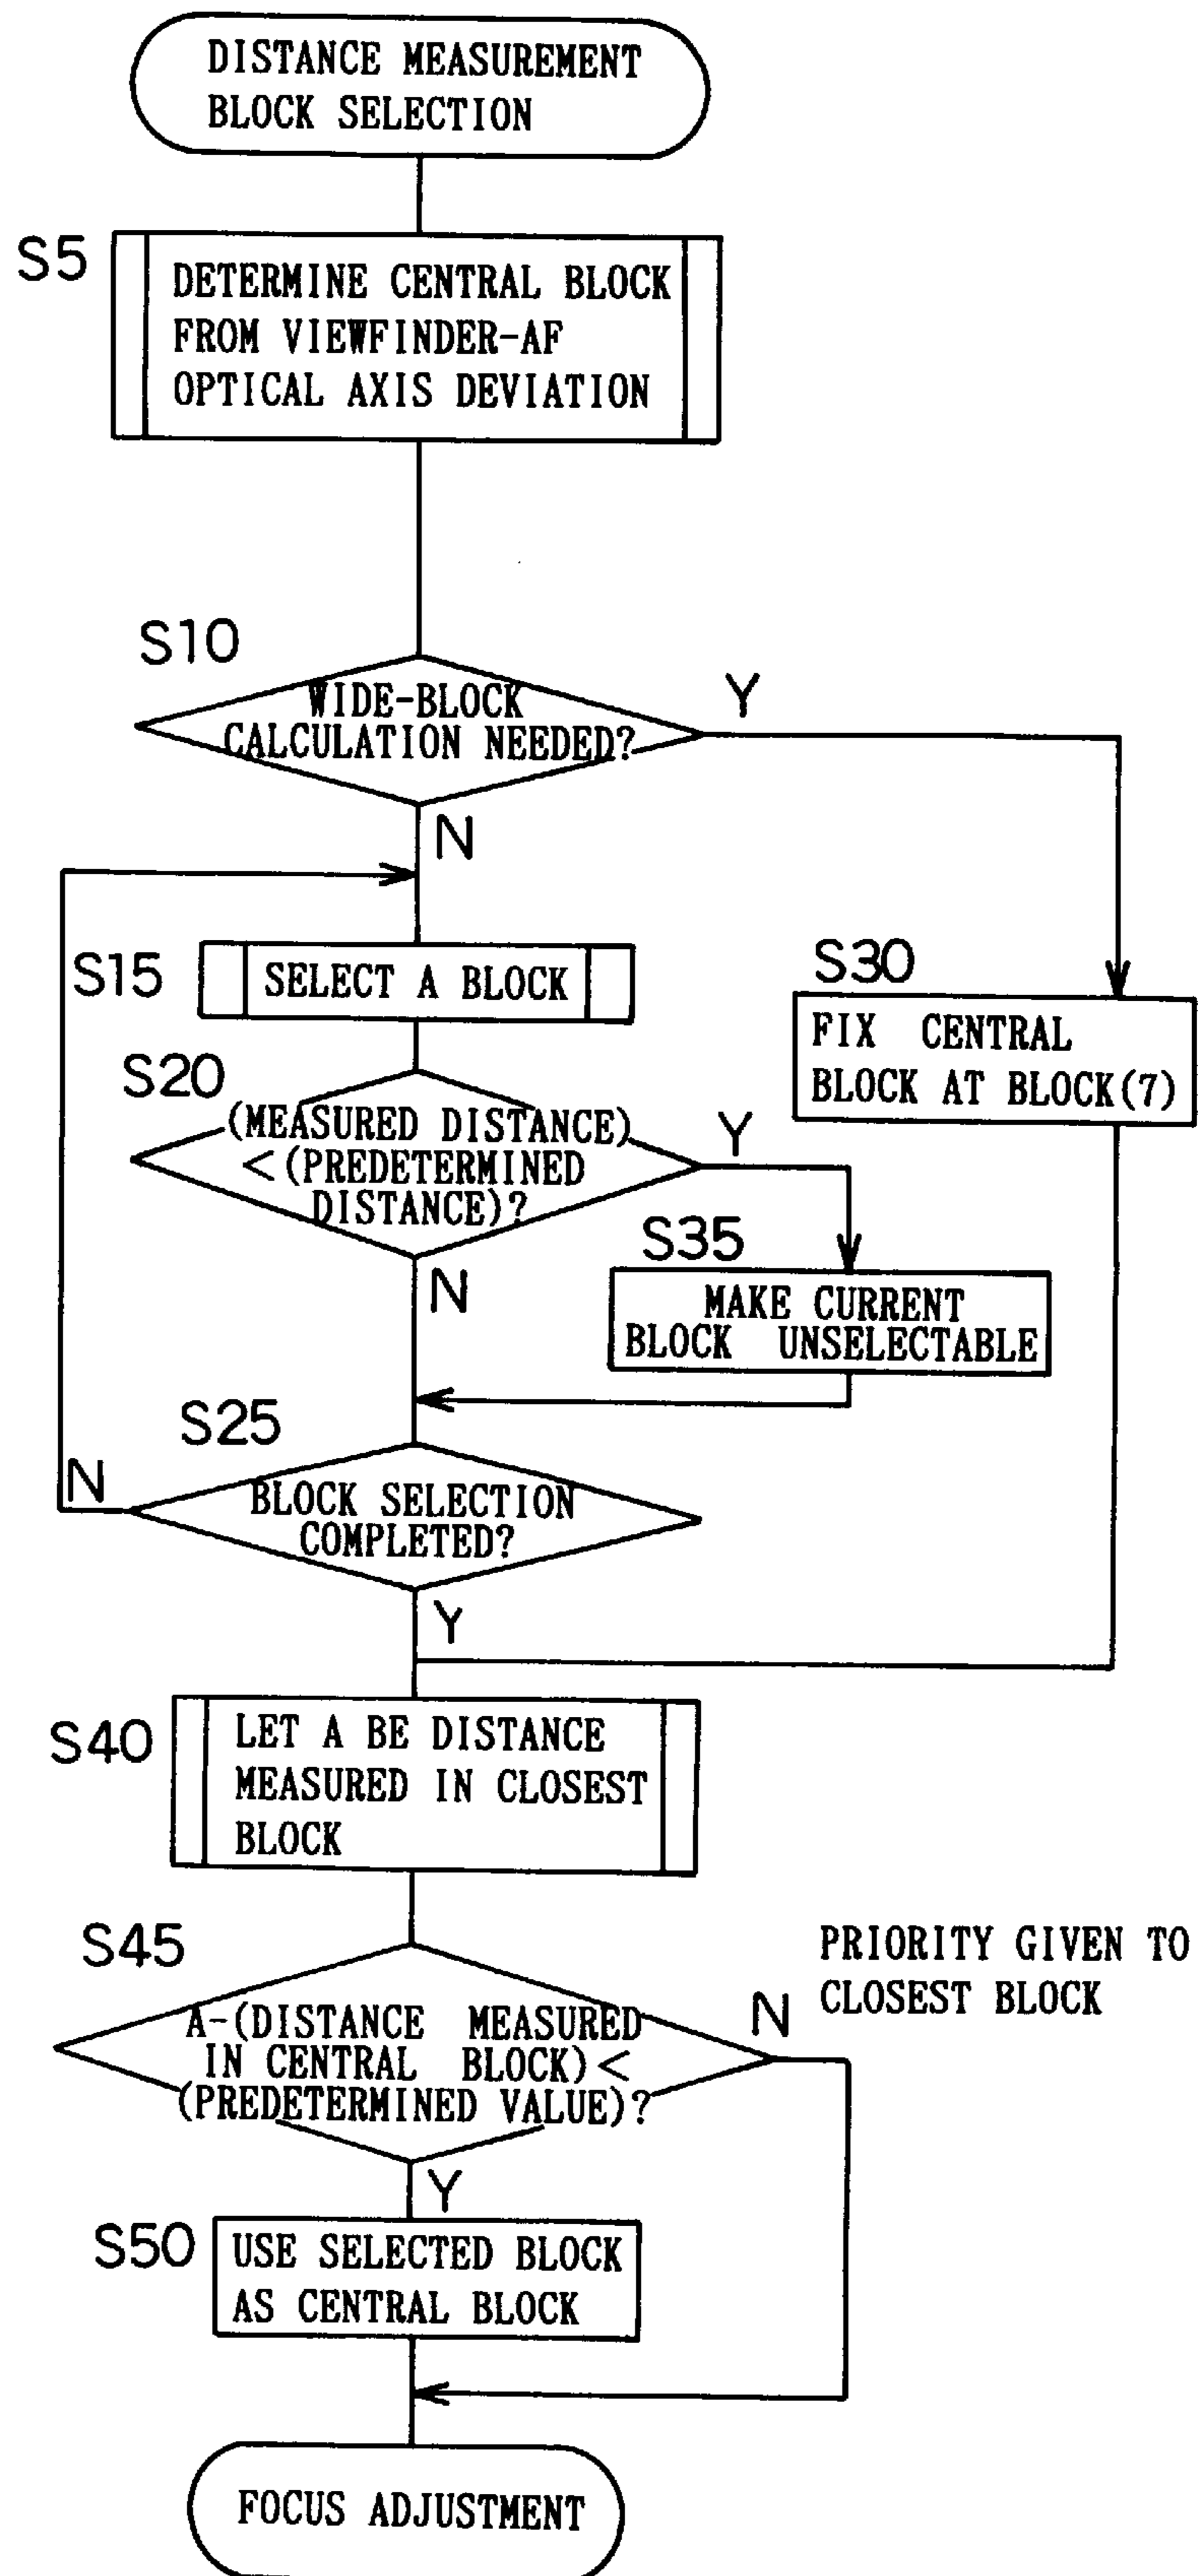 DISTANCE MEASUREMENT
BLOCK SELECTION
S5
DETERMINE CENTRAL BLOCK
FROM VIEWFINDER-AF
OPTICAL AXIS DEVIATION
S10
WIDE-BLOCK
CALCULATION NEEDED?
Y
N
S15
SELECT A BLOCK
S30
FIX CENTRAL
BLOCK AT BLOCK(7)
S20
(MEASURED DISTANCE)
<(PREDETERMINED
DISTANCE)?
Y
N
S35
MAKE CURRENT
BLOCK UNSELECTABLE
S25
N
BLOCK SELECTION
COMPLETED?
Y
S40
LET A BE DISTANCE
MEASURED IN CLOSEST
BLOCK
S45
A-(DISTANCE MEASURED
IN CENTRAL BLOCK)<
(PREDETERMINED VALUE)?
N
PRIORITY GIVEN TO
CLOSEST BLOCK
Y
S50
USE SELECTED BLOCK
AS CENTRAL BLOCK
FOCUS ADJUSTMENT